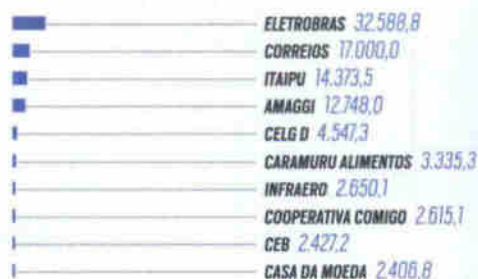 ELETROBRAS 32.588,8
CORREIOS 17.000,0
ITAIPU 14.373,5
AMAGGI 12.748,0
CELG D 4.547,3
CARAMURU ALIMENTOS 3.335,3
INFRAERO 2.650,1
COOPERATIVA COMIGO 2.615,1
CEB 2.427,2
CASA DA MOEDA 2.406,8